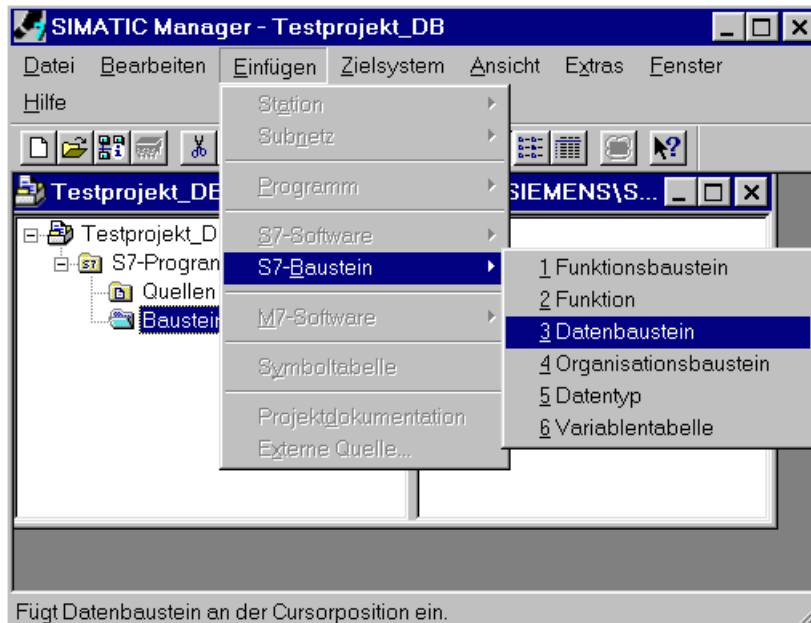 SIMATIC Manager - Testprojekt_DB
Datei Bearbeiten Einfügen Zielsystem Ansicht Extras Fenster
Hilfe
Station
Subnetz
Programm
S7-Software
S7-Baustein
M7-Software
Symboltabelle
Projektdokumentation
Externe Quelle...
1 Funktionsbaustein
2 Funktion
3 Datenbaustein
4 Organisationsbaustein
5 Datentyp
6 Variablentabelle
Testprojekt_DB SIEMENS\S...
Testprojekt_D
S7-Program
Quellen
Baustein
Fügt Datenbaustein an der Cursorposition ein.